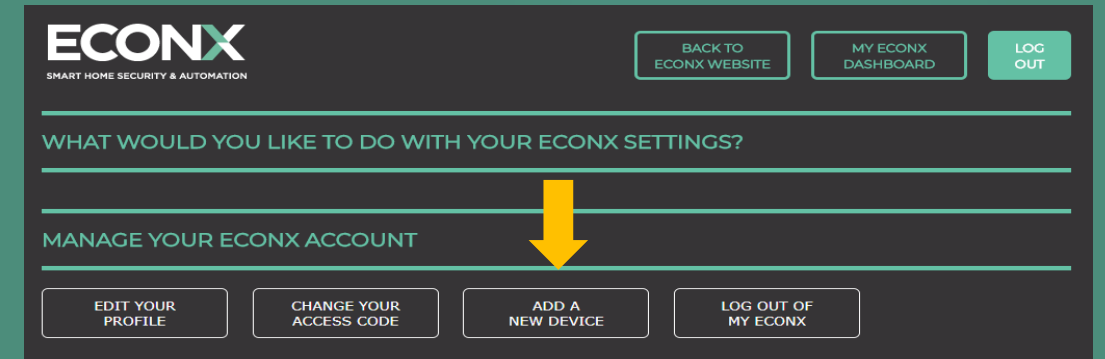 ECONX
SMART HOME SECURITY & AUTOMATION
BACK TO
ECONX WEBSITE
MY ECONX
DASHBOARD
LOG
OUT
WHAT WOULD YOU LIKE TO DO WITH YOUR ECONX SETTINGS?
MANAGE YOUR ECONX ACCOUNT
EDIT YOUR
PROFILE
CHANGE YOUR
ACCESS CODE
ADD A
NEW DEVICE
LOG OUT OF
MY ECONX